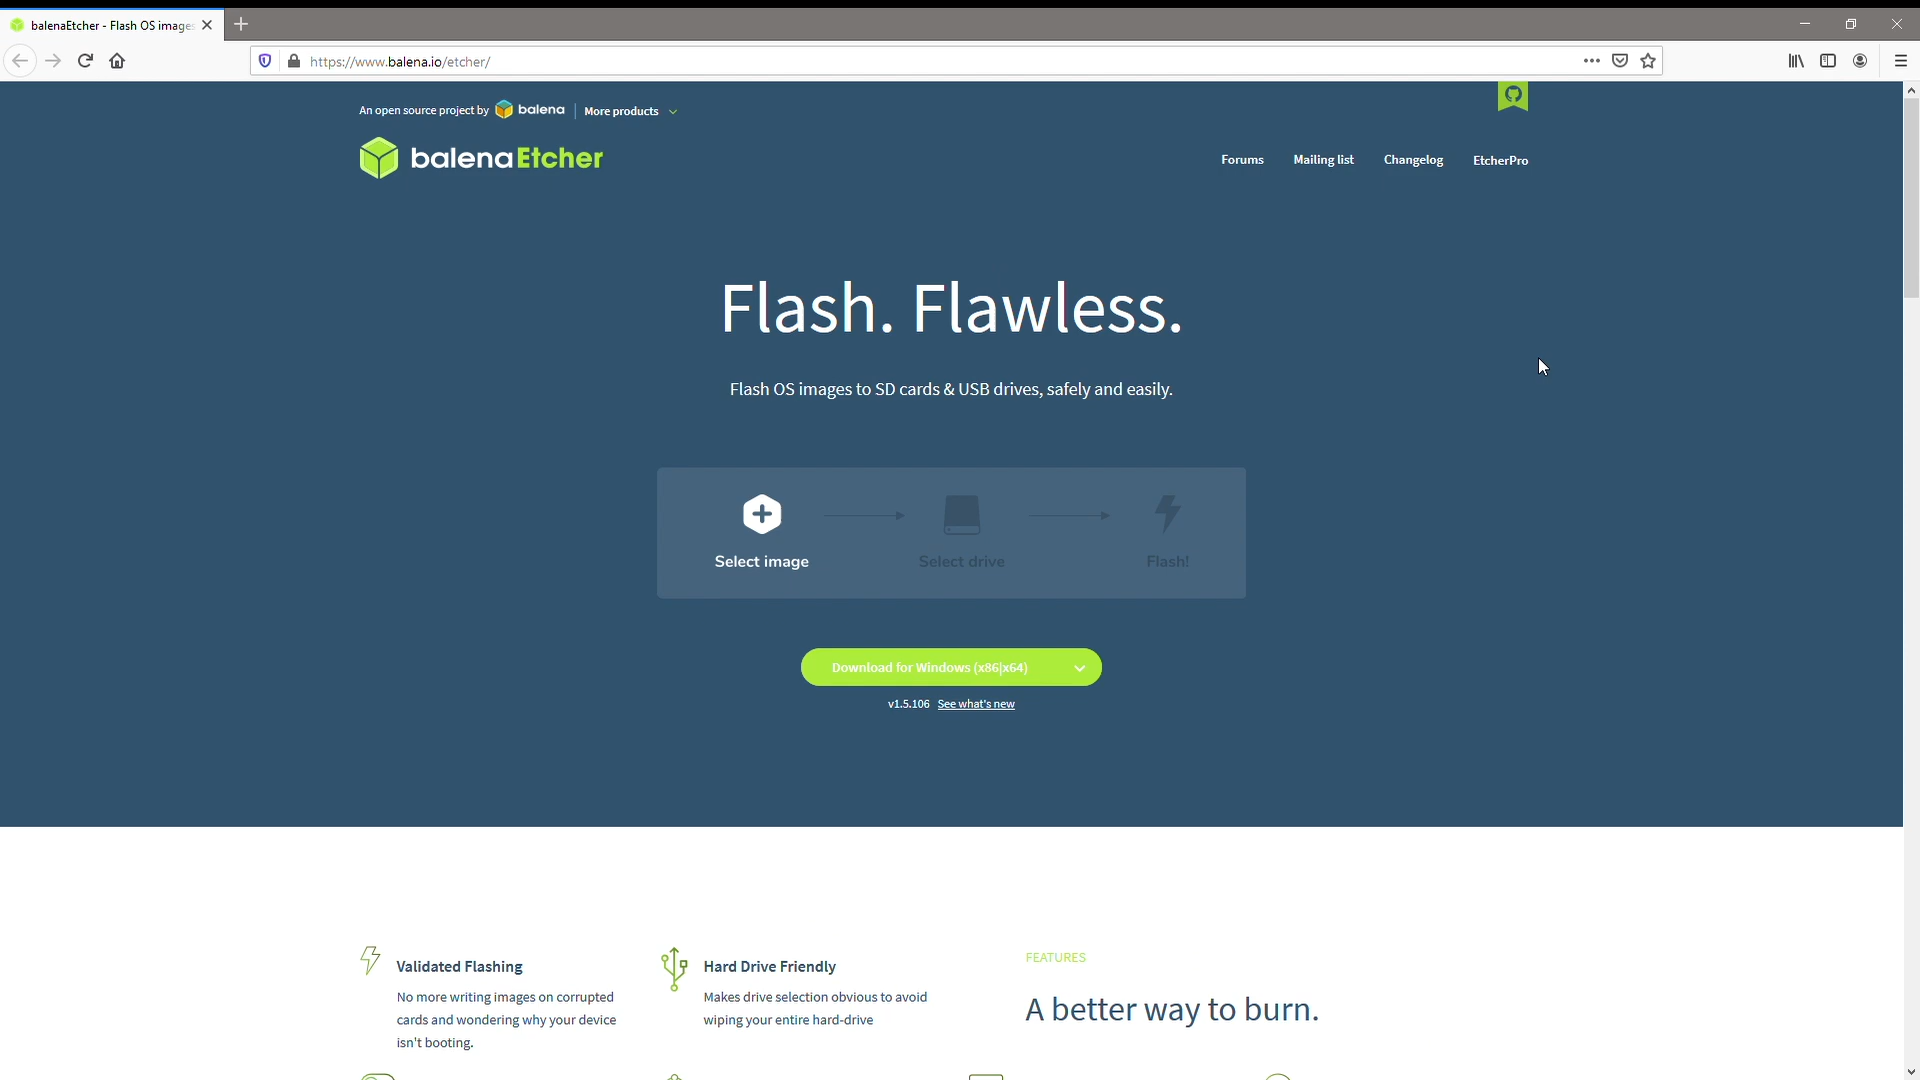 balenaEtcher - Flash OS images
https://www.balena.io/etcher/
An open source project by balena More products
balenaEtcher
Forums Mailing list Changelog EtcherPro
Flash. Flawless.
Flash OS images to SD cards & USB drives, safely and easily.
Select image Select drive Flash!
Download for Windows (x86|x64)
v1.5.106 See what's new
Validated Flashing
No more writing images on corrupted
cards and wondering why your device
isn't booting.
Hard Drive Friendly
Makes drive selection obvious to avoid
wiping your entire hard-drive
FEATURES
A better way to burn.